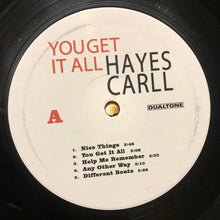 YOU GET
IT ALL
HAYES
CARLL
A
DUALTONE
1. Nice Things
2. You Get It All
3. Help Me Remember
4. Any Other Way
5. Different Boats